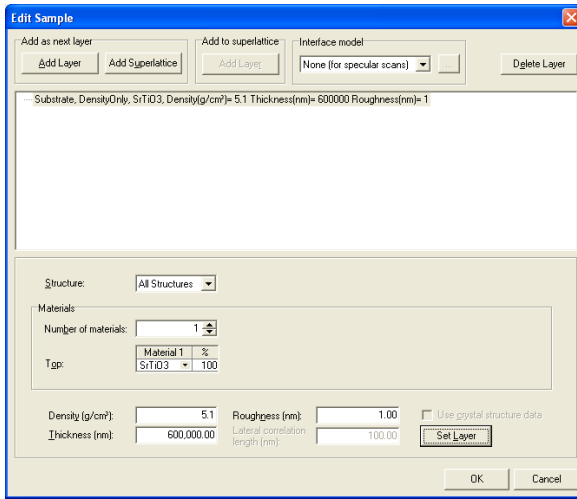 Edit Sample
Add as next layer
Add Layer
Add Superlattice
Add to superlattice
Add Layer
Interface model
None (for specular scans)
...
Delete Layer
Substrate, DensityOnly, SrTiO3, Density(g/cm³)= 5.1 Thickness(nm)= 600000 Roughness(nm)= 1
Structure:
All Structures
Materials
Number of materials:
1
Material 1 %
Top:
SrTiO3 100
Density (g/cm³):
5.1
Roughness (nm):
1.00
Use crystal structure data
Thickness (nm):
600,000.00
Lateral correlation
length (nm):
100.00
Set Layer
OK
Cancel